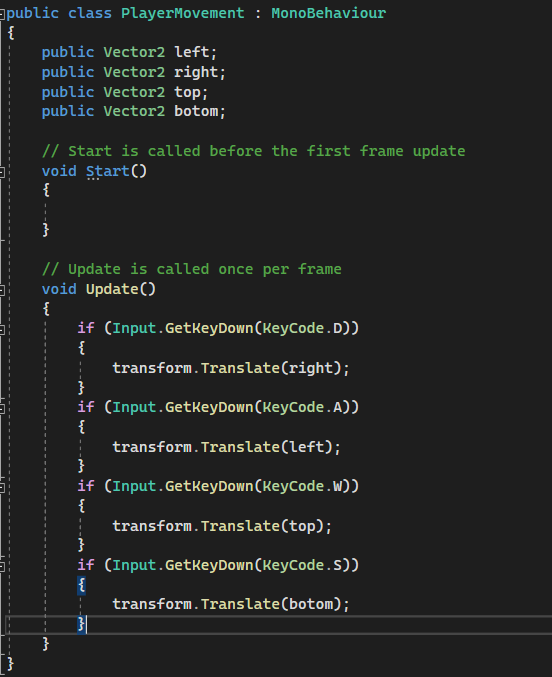 public class PlayerMovement : MonoBehaviour
{
    public Vector2 left;
    public Vector2 right;
    public Vector2 top;
    public Vector2 botom;

    // Start is called before the first frame update
    void Start()
    {

    }

    // Update is called once per frame
    void Update()
    {
        if (Input.GetKeyDown(KeyCode.D))
        {
            transform.Translate(right);
        }
        if (Input.GetKeyDown(KeyCode.A))
        {
            transform.Translate(left);
        }
        if (Input.GetKeyDown(KeyCode.W))
        {
            transform.Translate(top);
        }
        if (Input.GetKeyDown(KeyCode.S))
        {
            transform.Translate(botom);
        }
    }
}